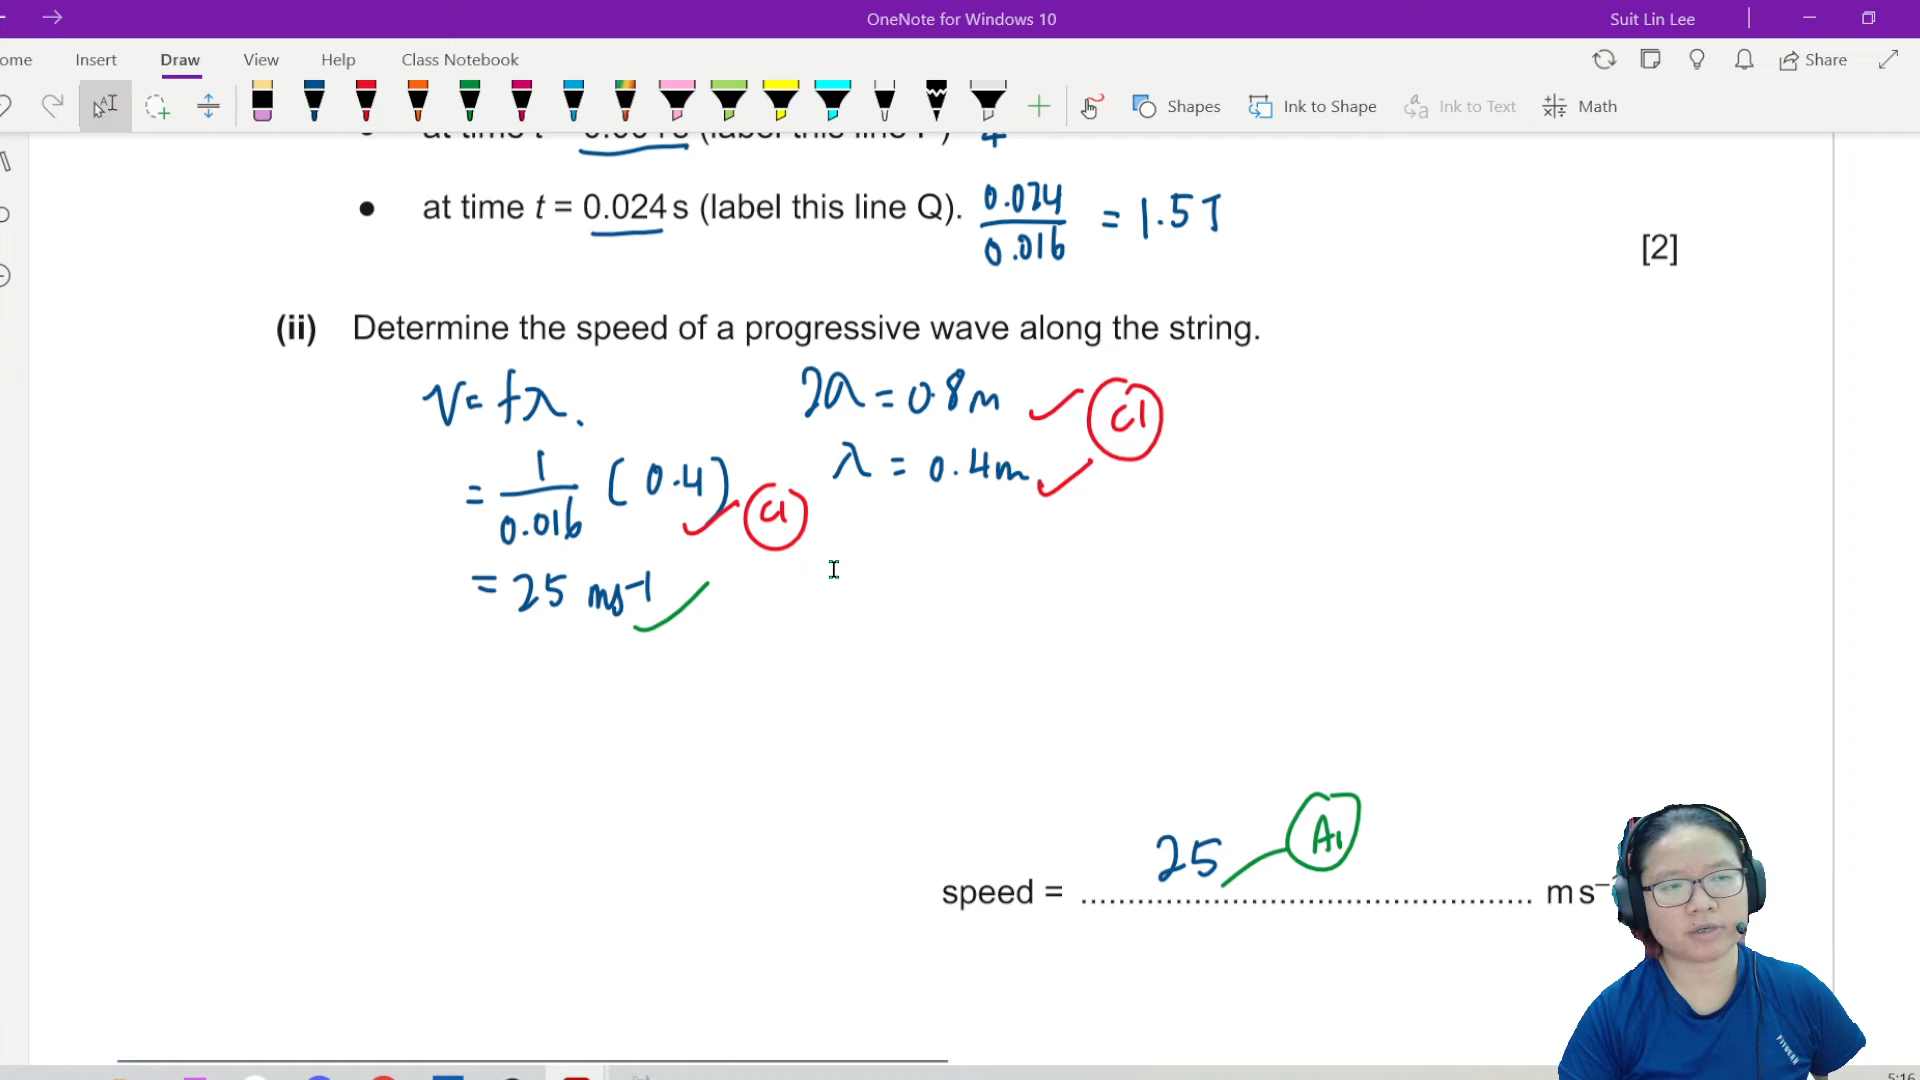 OneNote for Windows 10
Suit Lin Lee
Insert Draw View Help Class Notebook
Share
Shapes Ink to Shape Ink to Text Math
at time t = 0.024 s (label this line Q). 0.024 / 0.016 = 1.5T
[2]
(ii) Determine the speed of a progressive wave along the string.
v = fλ. 2λ = 0.8m C1
= 1 / 0.016 (0.4) C1 λ = 0.4m
= 25 ms⁻¹
25 A1
speed = ........................................ m s⁻
5:16